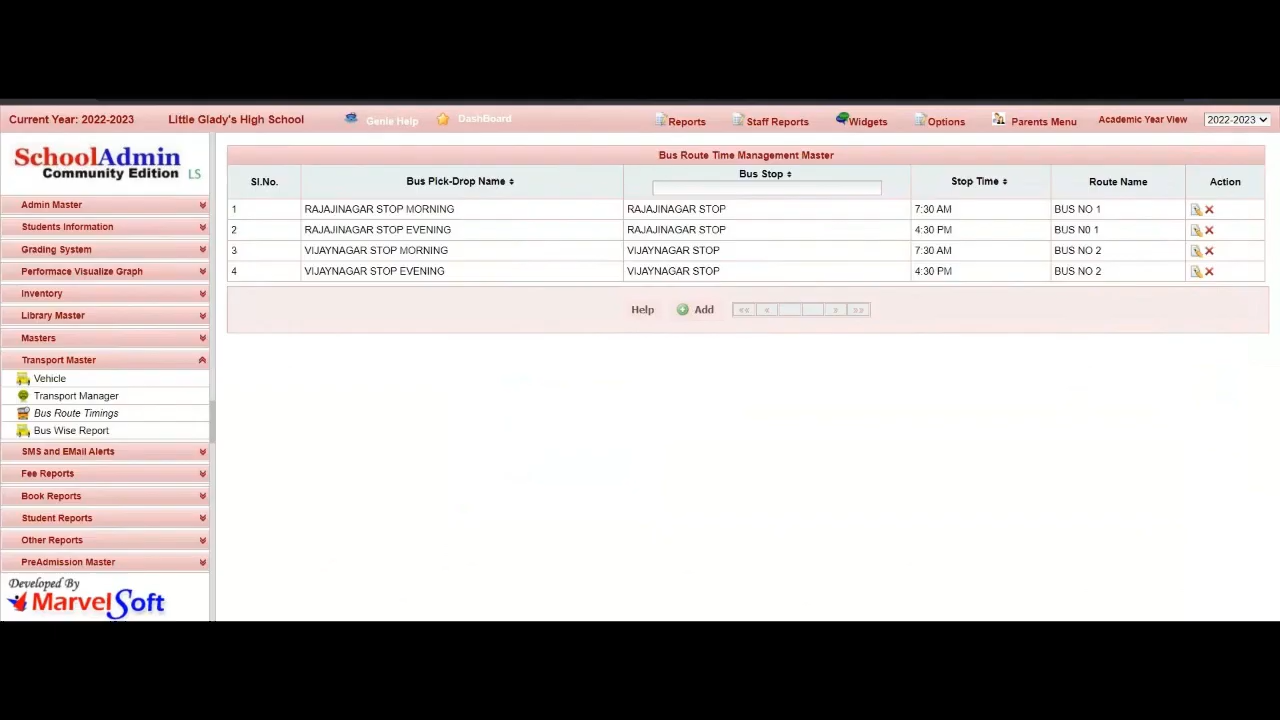 Current Year: 2022-2023 Little Glady's High School Genie Help DashBoard Reports Staff Reports Widgets Options Parents Menu Academic Year View 2022-2023
SchoolAdmin
Community Edition LS
Admin Master
Students Information
Grading System
Performace Visualize Graph
Inventory
Library Master
Masters
Transport Master
Vehicle
Transport Manager
Bus Route Timings
Bus Wise Report
SMS and EMail Alerts
Fee Reports
Book Reports
Student Reports
Other Reports
PreAdmission Master
Developed By
MarvelSoft
Bus Route Time Management Master
Sl.No. Bus Pick-Drop Name Bus Stop Stop Time Route Name Action
1 RAJAJINAGAR STOP MORNING RAJAJINAGAR STOP 7:30 AM BUS NO 1
2 RAJAJINAGAR STOP EVENING RAJAJINAGAR STOP 4:30 PM BUS N0 1
3 VIJAYNAGAR STOP MORNING VIJAYNAGAR STOP 7:30 AM BUS NO 2
4 VIJAYNAGAR STOP EVENING VIJAYNAGAR STOP 4:30 PM BUS NO 2
Help Add << < > >>